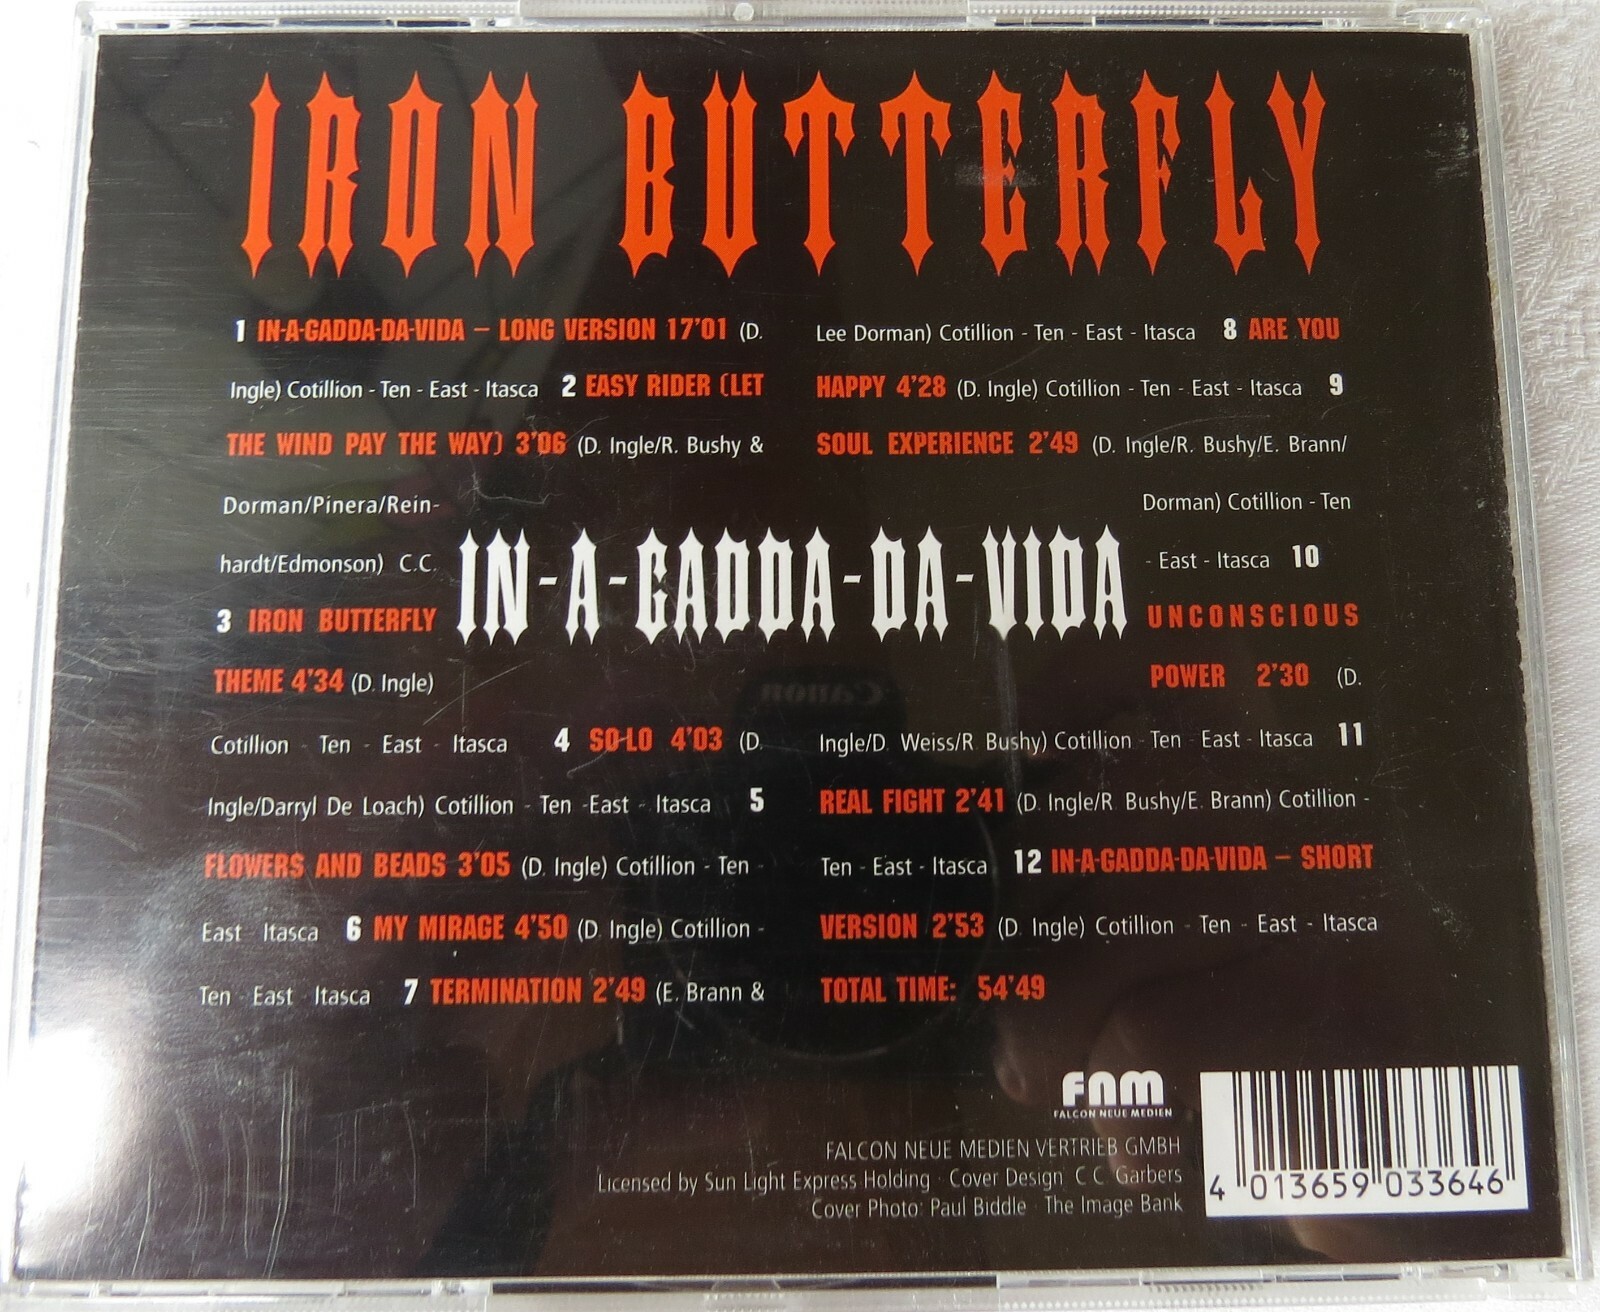 IRON BUTTERFLY
1 IN-A-GADDA-DA-VIDA – LONG VERSION 17'01 (D.
Ingle) Cotillion - Ten - East - Itasca 2 EASY RIDER (LET
THE WIND PAY THE WAY) 3'06 (D. Ingle/R. Bushy &
Dorman/Pinera/Rein-
hardt/Edmonson) C.C.
3 IRON BUTTERFLY
THEME 4'34 (D. Ingle)
Cotillion - Ten - East - Itasca 4 SO-LO 4'03 (D.
Ingle/Darryl De Loach) Cotillion - Ten -East - Itasca 5
FLOWERS AND BEADS 3'05 (D. Ingle) Cotillion - Ten -
East Itasca 6 MY MIRAGE 4'50 (D. Ingle) Cotillion -
Ten - East - Itasca 7 TERMINATION 2'49 (E. Brann &
IN-A-GADDA-DA-VIDA
Lee Dorman) Cotillion - Ten - East - Itasca 8 ARE YOU
HAPPY 4'28 (D. Ingle) Cotillion - Ten - East - Itasca 9
SOUL EXPERIENCE 2'49 (D. Ingle/R. Bushy/E. Brann/
Dorman) Cotillion - Ten
- East - Itasca 10
UNCONSCIOUS
POWER 2'30 (D.
Ingle/D. Weiss/R. Bushy) Cotillion - Ten - East - Itasca 11
REAL FIGHT 2'41 (D. Ingle/R. Bushy/E. Brann) Cotillion -
Ten - East - Itasca 12 IN-A-GADDA-DA-VIDA – SHORT
VERSION 2'53 (D. Ingle) Cotillion - Ten - East - Itasca
TOTAL TIME: 54'49
Canon
FNM
FALCON NEUE MEDIEN
FALCON NEUE MEDIEN VERTRIEB GMBH
Licensed by Sun Light Express Holding · Cover Design: C.C. Garbers
Cover Photo: Paul Biddle · The Image Bank
4 013659 033646